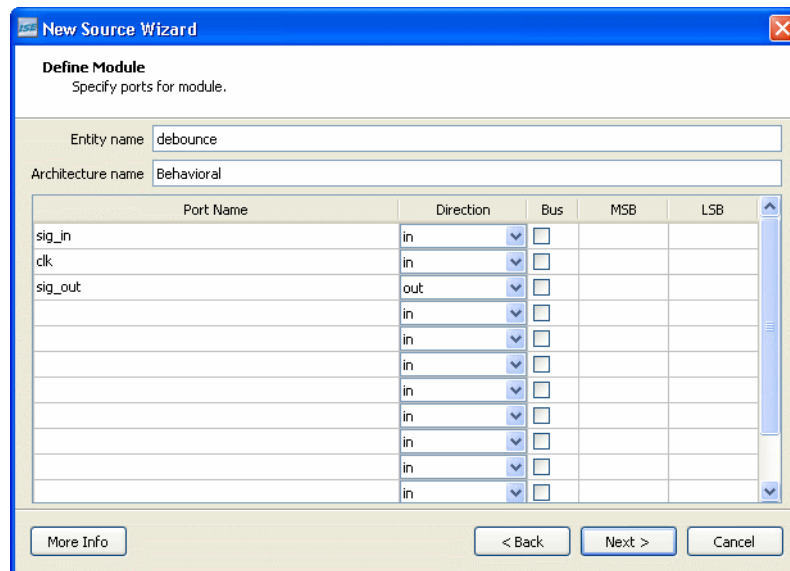 ISE New Source Wizard
Define Module
Specify ports for module.
Entity name debounce
Architecture name Behavioral
Port Name Direction Bus MSB LSB
sig_in in
clk in
sig_out out
in
in
in
in
in
in
in
in
More Info < Back Next > Cancel